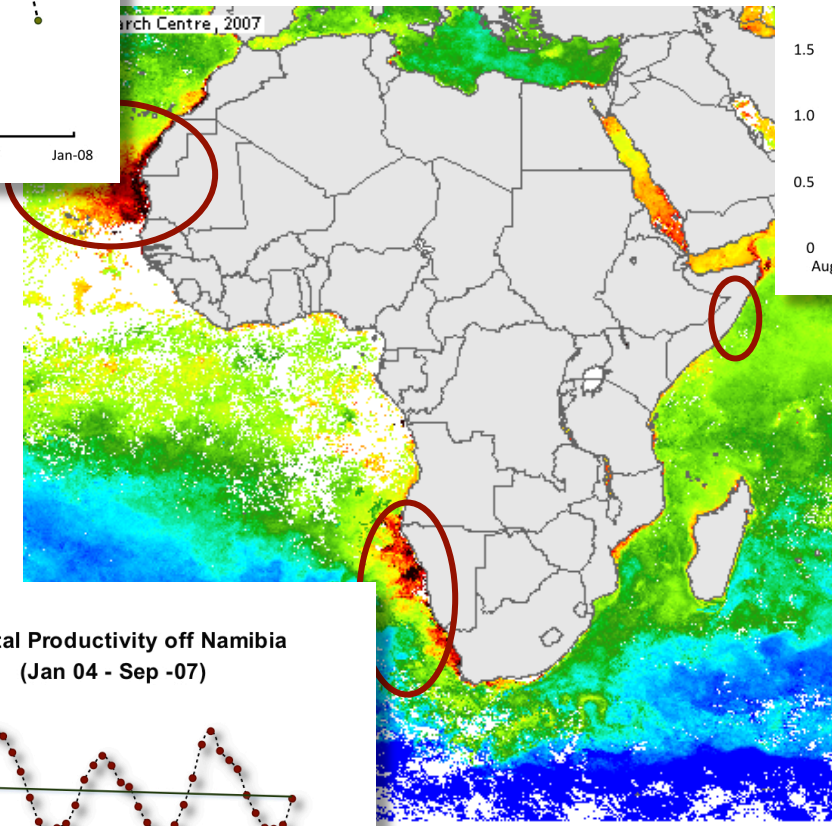 arch Centre, 2007
Jan-08
1.5
1.0
0.5
0
Aug
tal Productivity off Namibia
(Jan 04 - Sep -07)